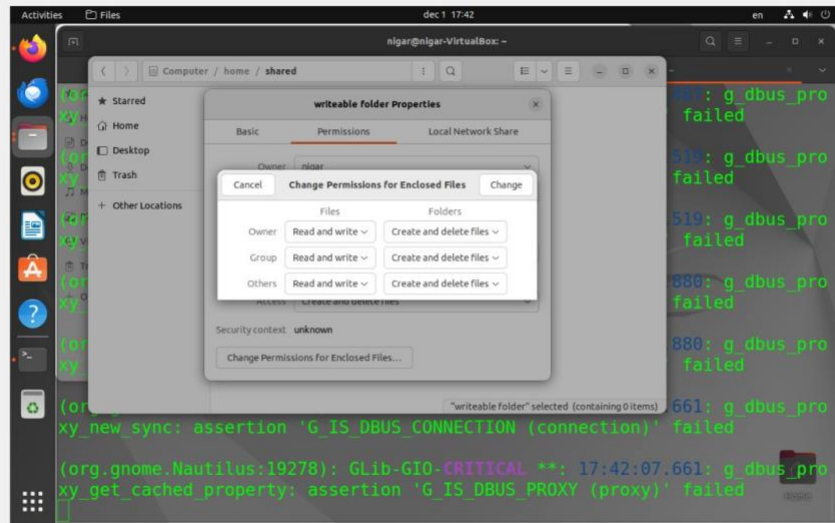 Activities Files dec 1 17:42 en
nigar@nigar-VirtualBox: ~
Computer / home / shared
Starred
Home
Desktop
Trash
+ Other Locations
writeable folder Properties
Basic Permissions Local Network Share
Owner nigar
Cancel Change Permissions for Enclosed Files Change
Files Folders
Owner Read and write Create and delete files
Group Read and write Create and delete files
Others Read and write Create and delete files
Access Create and delete files
Security context unknown
Change Permissions for Enclosed Files...
"writeable folder" selected (containing 0 items)
: g_dbus_pro
failed
519: g_dbus_pro
failed
519: g_dbus_pro
failed
880: g_dbus_pro
failed
880: g_dbus_pro
failed
.661: g_dbus_pro
xy_new_sync: assertion 'G_IS_DBUS_CONNECTION (connection)' failed
(org.gnome.Nautilus:19278): GLib-GIO-CRITICAL **: 17:42:07.661: g_dbus_pro
xy_get_cached_property: assertion 'G_IS_DBUS_PROXY (proxy)' failed